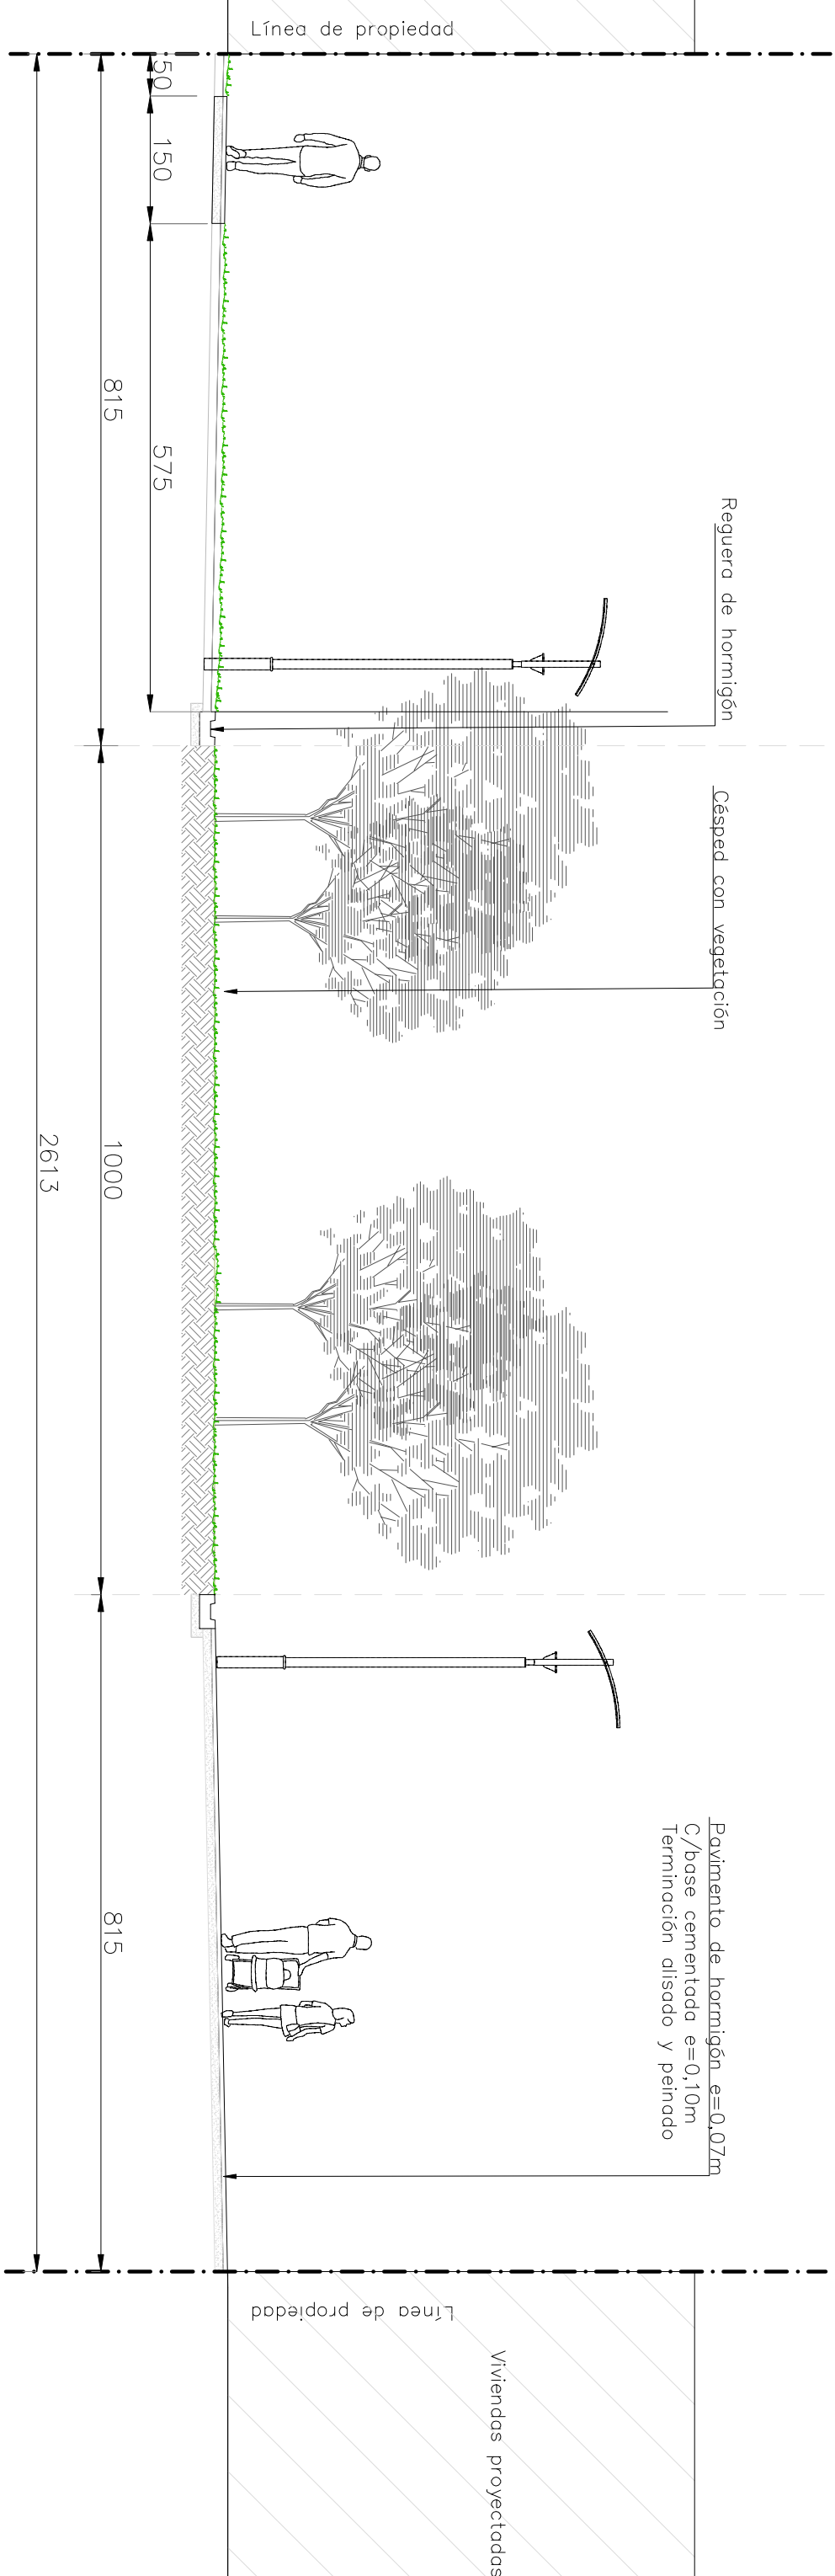 Línea de propiedad
50
150
575
815
Reguera de hormigón
Césped con vegetación
1000
2613
815
Pavimento de hormigón e=0,07m
C/base cementada e=0,10m
Terminación alisado y peinado
Línea de propiedad
Viviendas proyectadas